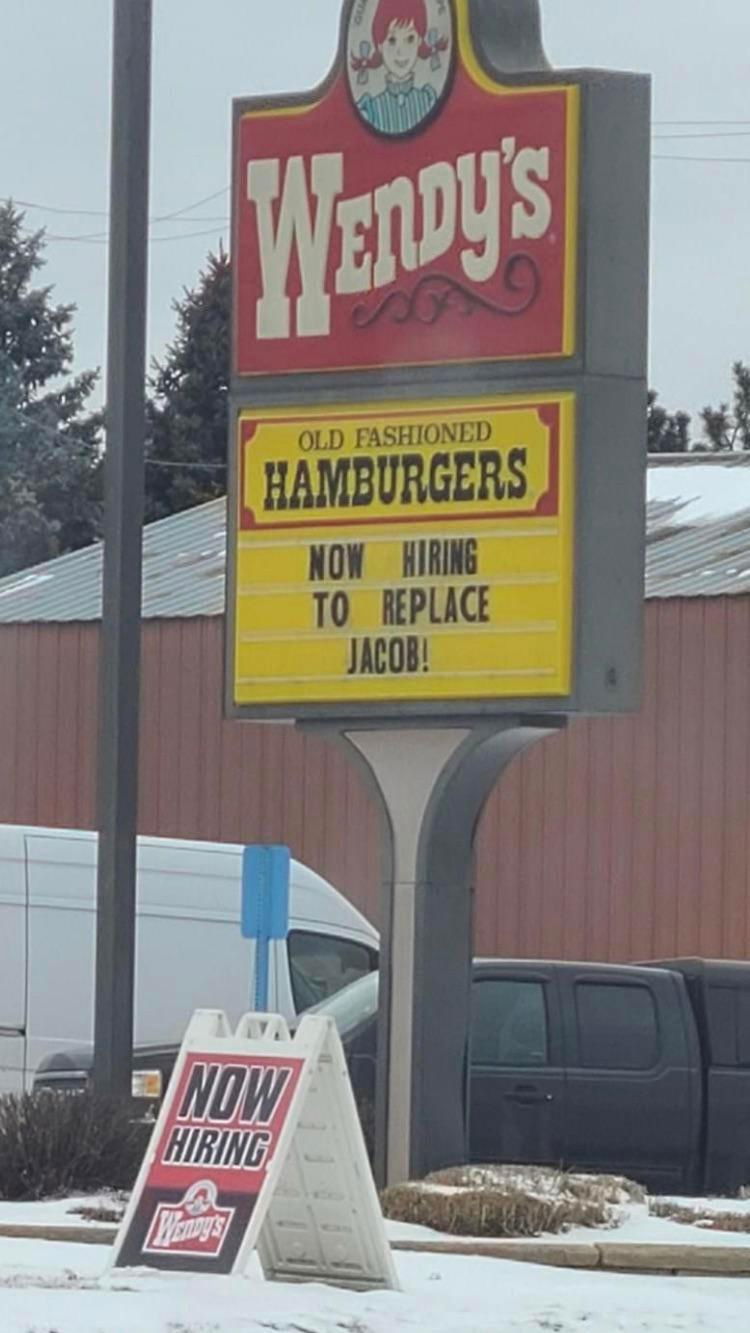 WENDY'S
OLD FASHIONED
HAMBURGERS
NOW HIRING
TO REPLACE
JACOB!
NOW
HIRING
WENDY'S